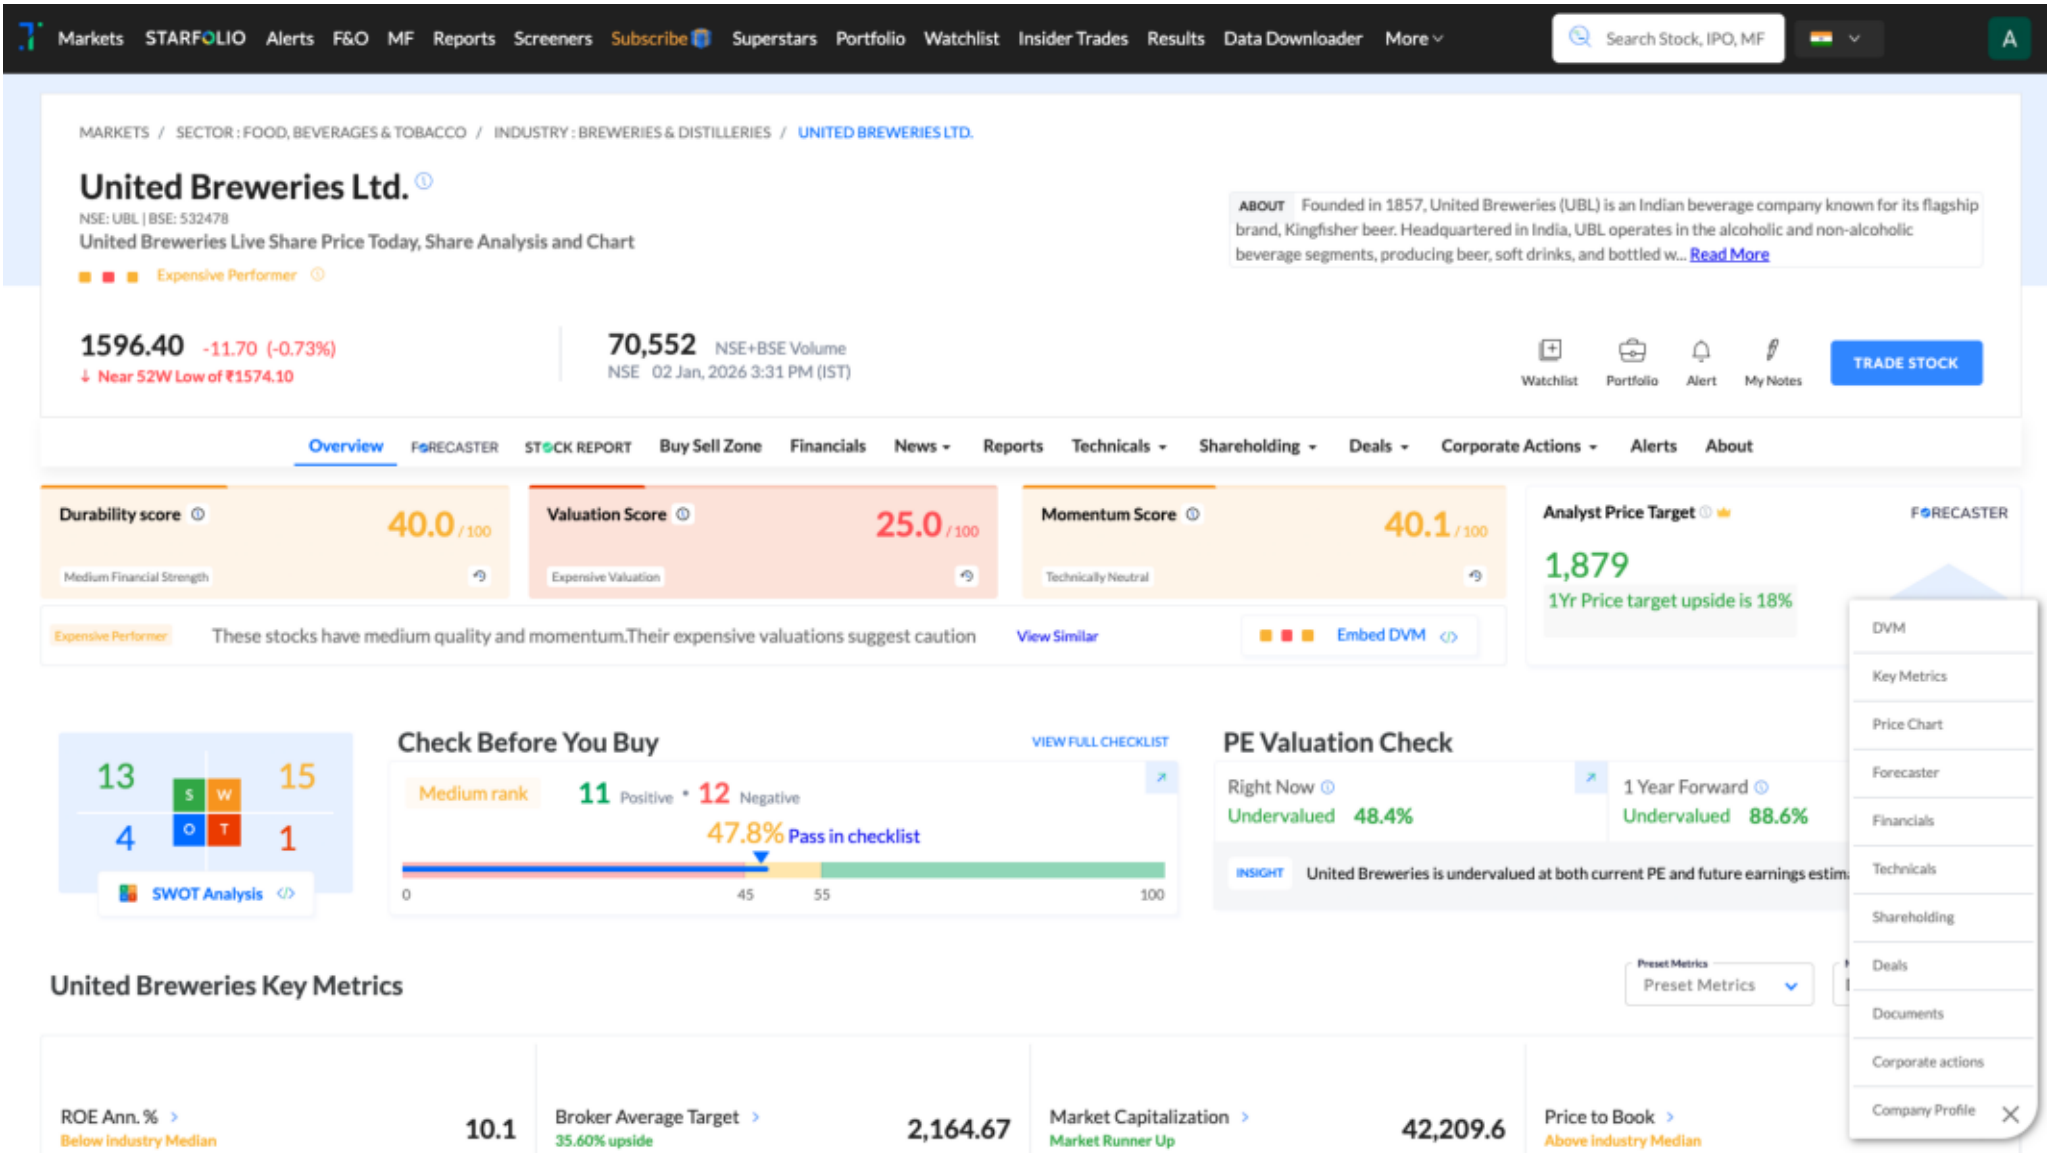 Markets STARFOLIO Alerts F&O MF Reports Screeners Subscribe Superstars Portfolio Watchlist Insider Trades Results Data Downloader More Search Stock, IPO, MF A
MARKETS / SECTOR : FOOD, BEVERAGES & TOBACCO / INDUSTRY : BREWERIES & DISTILLERIES / UNITED BREWERIES LTD.
United Breweries Ltd.
NSE: UBL | BSE: 532478
United Breweries Live Share Price Today, Share Analysis and Chart
Expensive Performer
ABOUT Founded in 1857, United Breweries (UBL) is an Indian beverage company known for its flagship
brand, Kingfisher beer. Headquartered in India, UBL operates in the alcoholic and non-alcoholic
beverage segments, producing beer, soft drinks, and bottled w... Read More
1596.40 -11.70 (-0.73%)
↓ Near 52W Low of ₹1574.10
70,552 NSE+BSE Volume
NSE 02 Jan, 2026 3:31 PM (IST)
Watchlist Portfolio Alert My Notes TRADE STOCK
Overview FORECASTER STOCK REPORT Buy Sell Zone Financials News Reports Technicals Shareholding Deals Corporate Actions Alerts About
Durability score 40.0 / 100
Medium Financial Strength
Valuation Score 25.0 / 100
Expensive Valuation
Momentum Score 40.1 / 100
Technically Neutral
Analyst Price Target FORECASTER
1,879
1Yr Price target upside is 18%
Expensive Performer These stocks have medium quality and momentum.Their expensive valuations suggest caution View Similar Embed DVM </>
13 S W 15
4 O T 1
SWOT Analysis </>
Check Before You Buy VIEW FULL CHECKLIST
Medium rank 11 Positive * 12 Negative
47.8% Pass in checklist
0 45 55 100
PE Valuation Check
Right Now
Undervalued 48.4%
1 Year Forward
Undervalued 88.6%
INSIGHT United Breweries is undervalued at both current PE and future earnings estim
United Breweries Key Metrics
Preset Metrics
Preset Metrics
ROE Ann. % > 10.1
Below industry Median
Broker Average Target > 2,164.67
35.60% upside
Market Capitalization > 42,209.6
Market Runner Up
Price to Book >
Above industry Median
DVM
Key Metrics
Price Chart
Forecaster
Financials
Technicals
Shareholding
Deals
Documents
Corporate actions
Company Profile